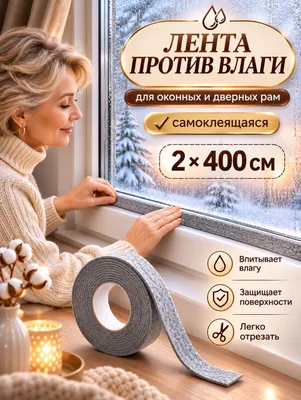 ЛЕНТА
ПРОТИВ ВЛАГИ
для оконных и дверных рам
самоклеящаяся
2 × 400 см
Впитывает
влагу
Защищает
поверхности
Легко
отрезать